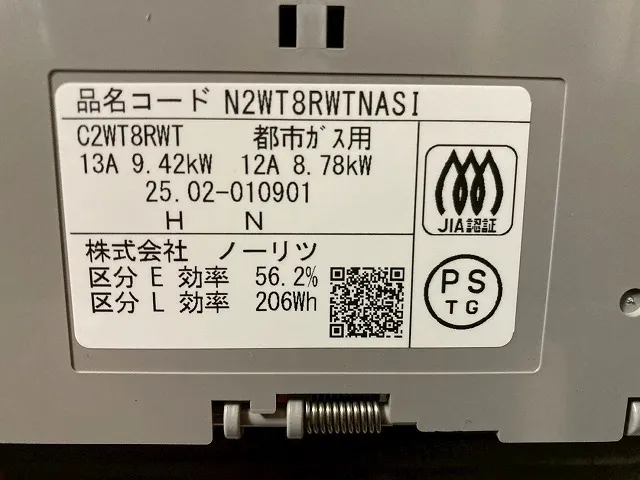 品名コード N2WT8RWTNASI
C2WT8RWT 都市ｶﾞｽ用
13A 9.42kW 12A 8.78kW
25.02-010901
H N
株式会社 ノーリツ
区分 E 効率 56.2%
区分 L 効率 206Wh
JIA認証
PS
TG